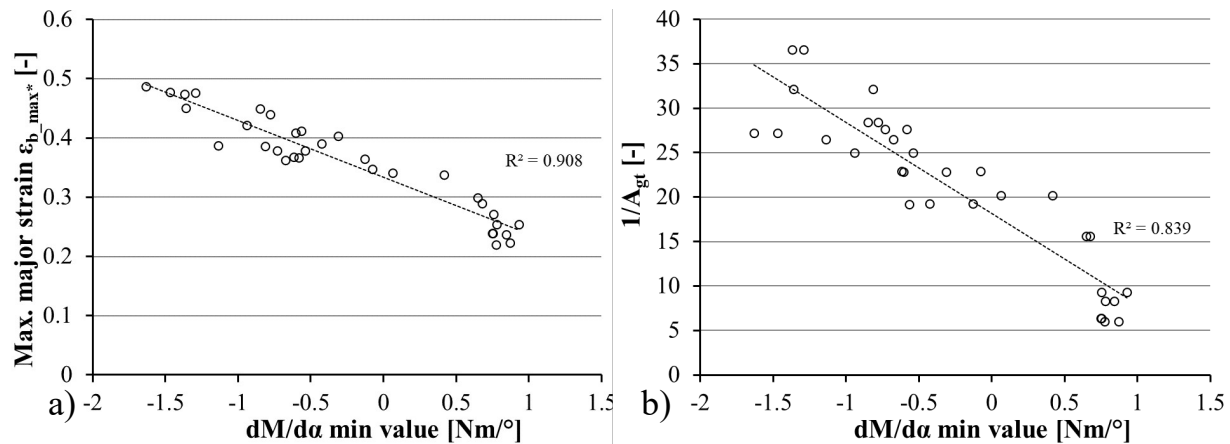 Max. major strain ε_b_max* [-]
0.6
0.5
0.4
0.3
0.2
0.1
0
R² = 0.908
-2 -1.5 -1 -0.5 0 0.5 1 1.5
a) dM/dα min value [Nm/°]
1/A_gt [-]
40
35
30
25
20
15
10
5
0
R² = 0.839
-2 -1.5 -1 -0.5 0 0.5 1 1.5
b) dM/dα min value [Nm/°]